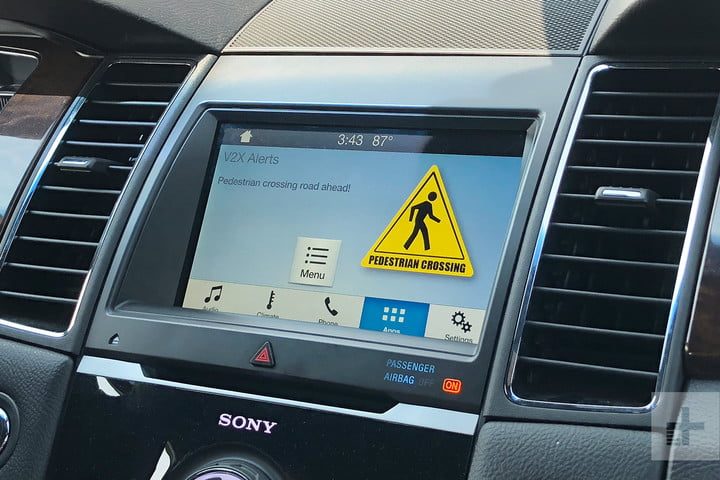 3:43 87°
V2X Alerts
Pedestrian crossing road ahead!
PEDESTRIAN CROSSING
Menu
Audio Climate Phone Apps Settings
PASSENGER
AIRBAG OFF ON
SONY